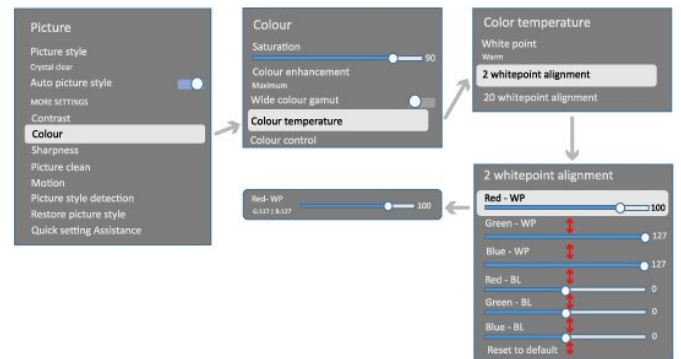 Picture
Picture style
Crystal clear
Auto picture style
MORE SETTINGS
Contrast
Colour
Sharpness
Picture clean
Motion
Picture style detection
Restore picture style
Quick setting Assistance
Colour
Saturation
90
Colour enhancement
Maximum
Wide colour gamut
Colour temperature
Colour control
Color temperature
White point
Warm
2 whitepoint alignment
20 whitepoint alignment
2 whitepoint alignment
Red - WP
100
Green - WP
127
Blue - WP
127
Red - BL
0
Green - BL
0
Blue - BL
0
Reset to default
Red- WP
G:127 | B:127
100